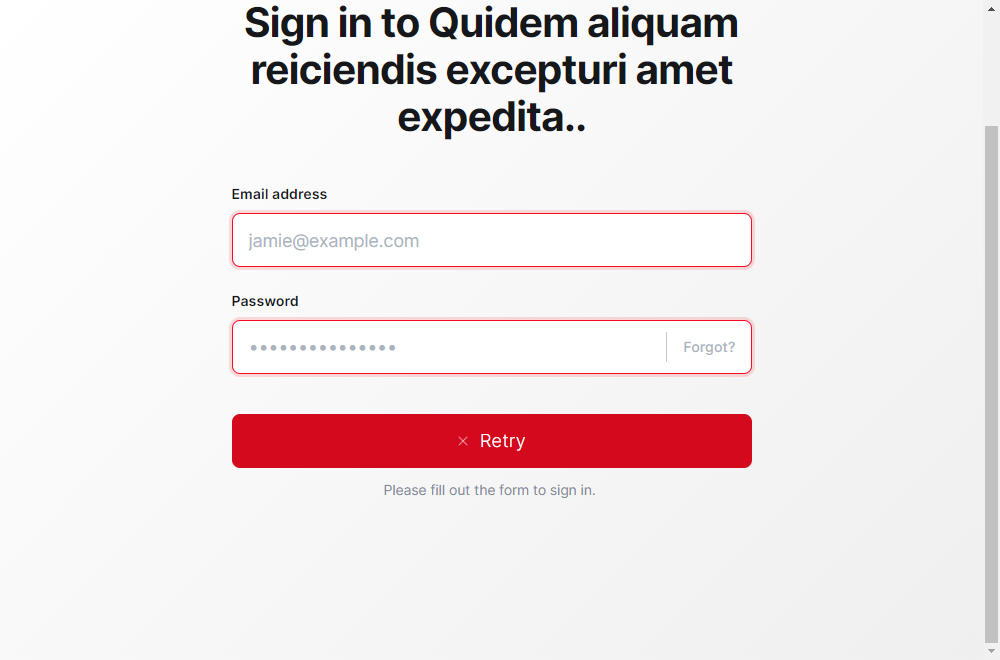 Sign in to Quidem aliquam
reiciendis excepturi amet
expedita..
Email address
jamie@example.com
Password
●●●●●●●●●●●●●●●
Forgot?
× Retry
Please fill out the form to sign in.